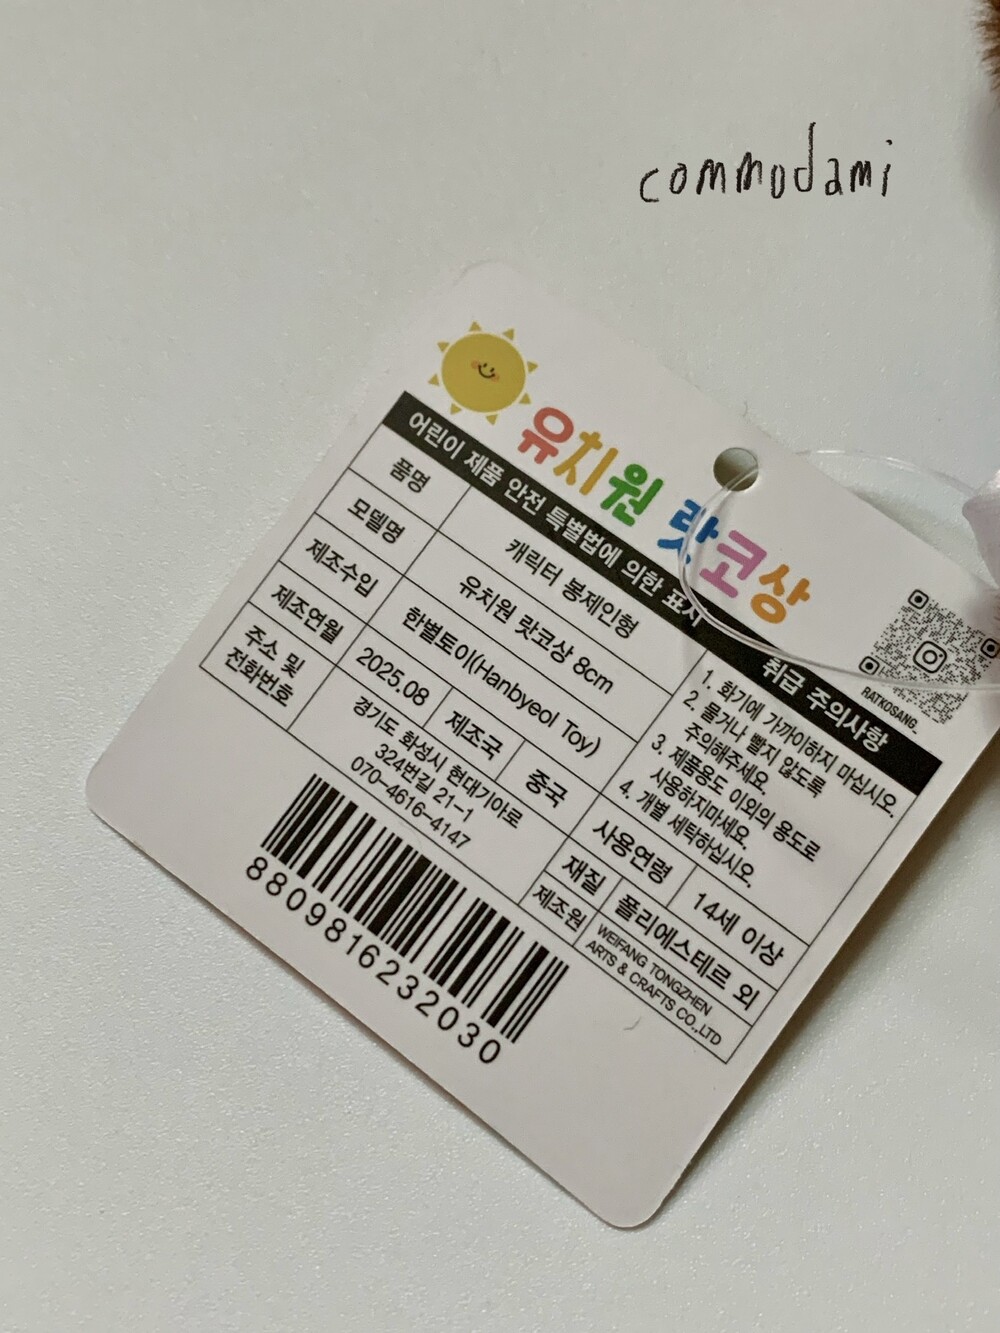 commodami
유치원 랏코상
어린이 제품 안전 특별법에 의한 표시
품명 캐릭터 봉제인형
모델명 유치원 랏코상 8cm
제조수입 한별토이(Hanbyeol Toy)
제조연월 2025.08 제조국 중국
주소 및
전화번호
경기도 화성시 현대기아로
324번길 21-1
070-4616-4147
8809816232030
RATKOSANG_
취급 주의사항
1. 화기에 가까이하지 마십시오.
2. 물거나 빨지 않도록
주의해주세요.
3. 제품용도 이외의 용도로
사용하지마세요.
4. 개별 세탁하십시오.
사용연령 14세 이상
재질 폴리에스테르 외
제조원
WEIFANG TONGZHEN
ARTS & CRAFTS CO.,LTD